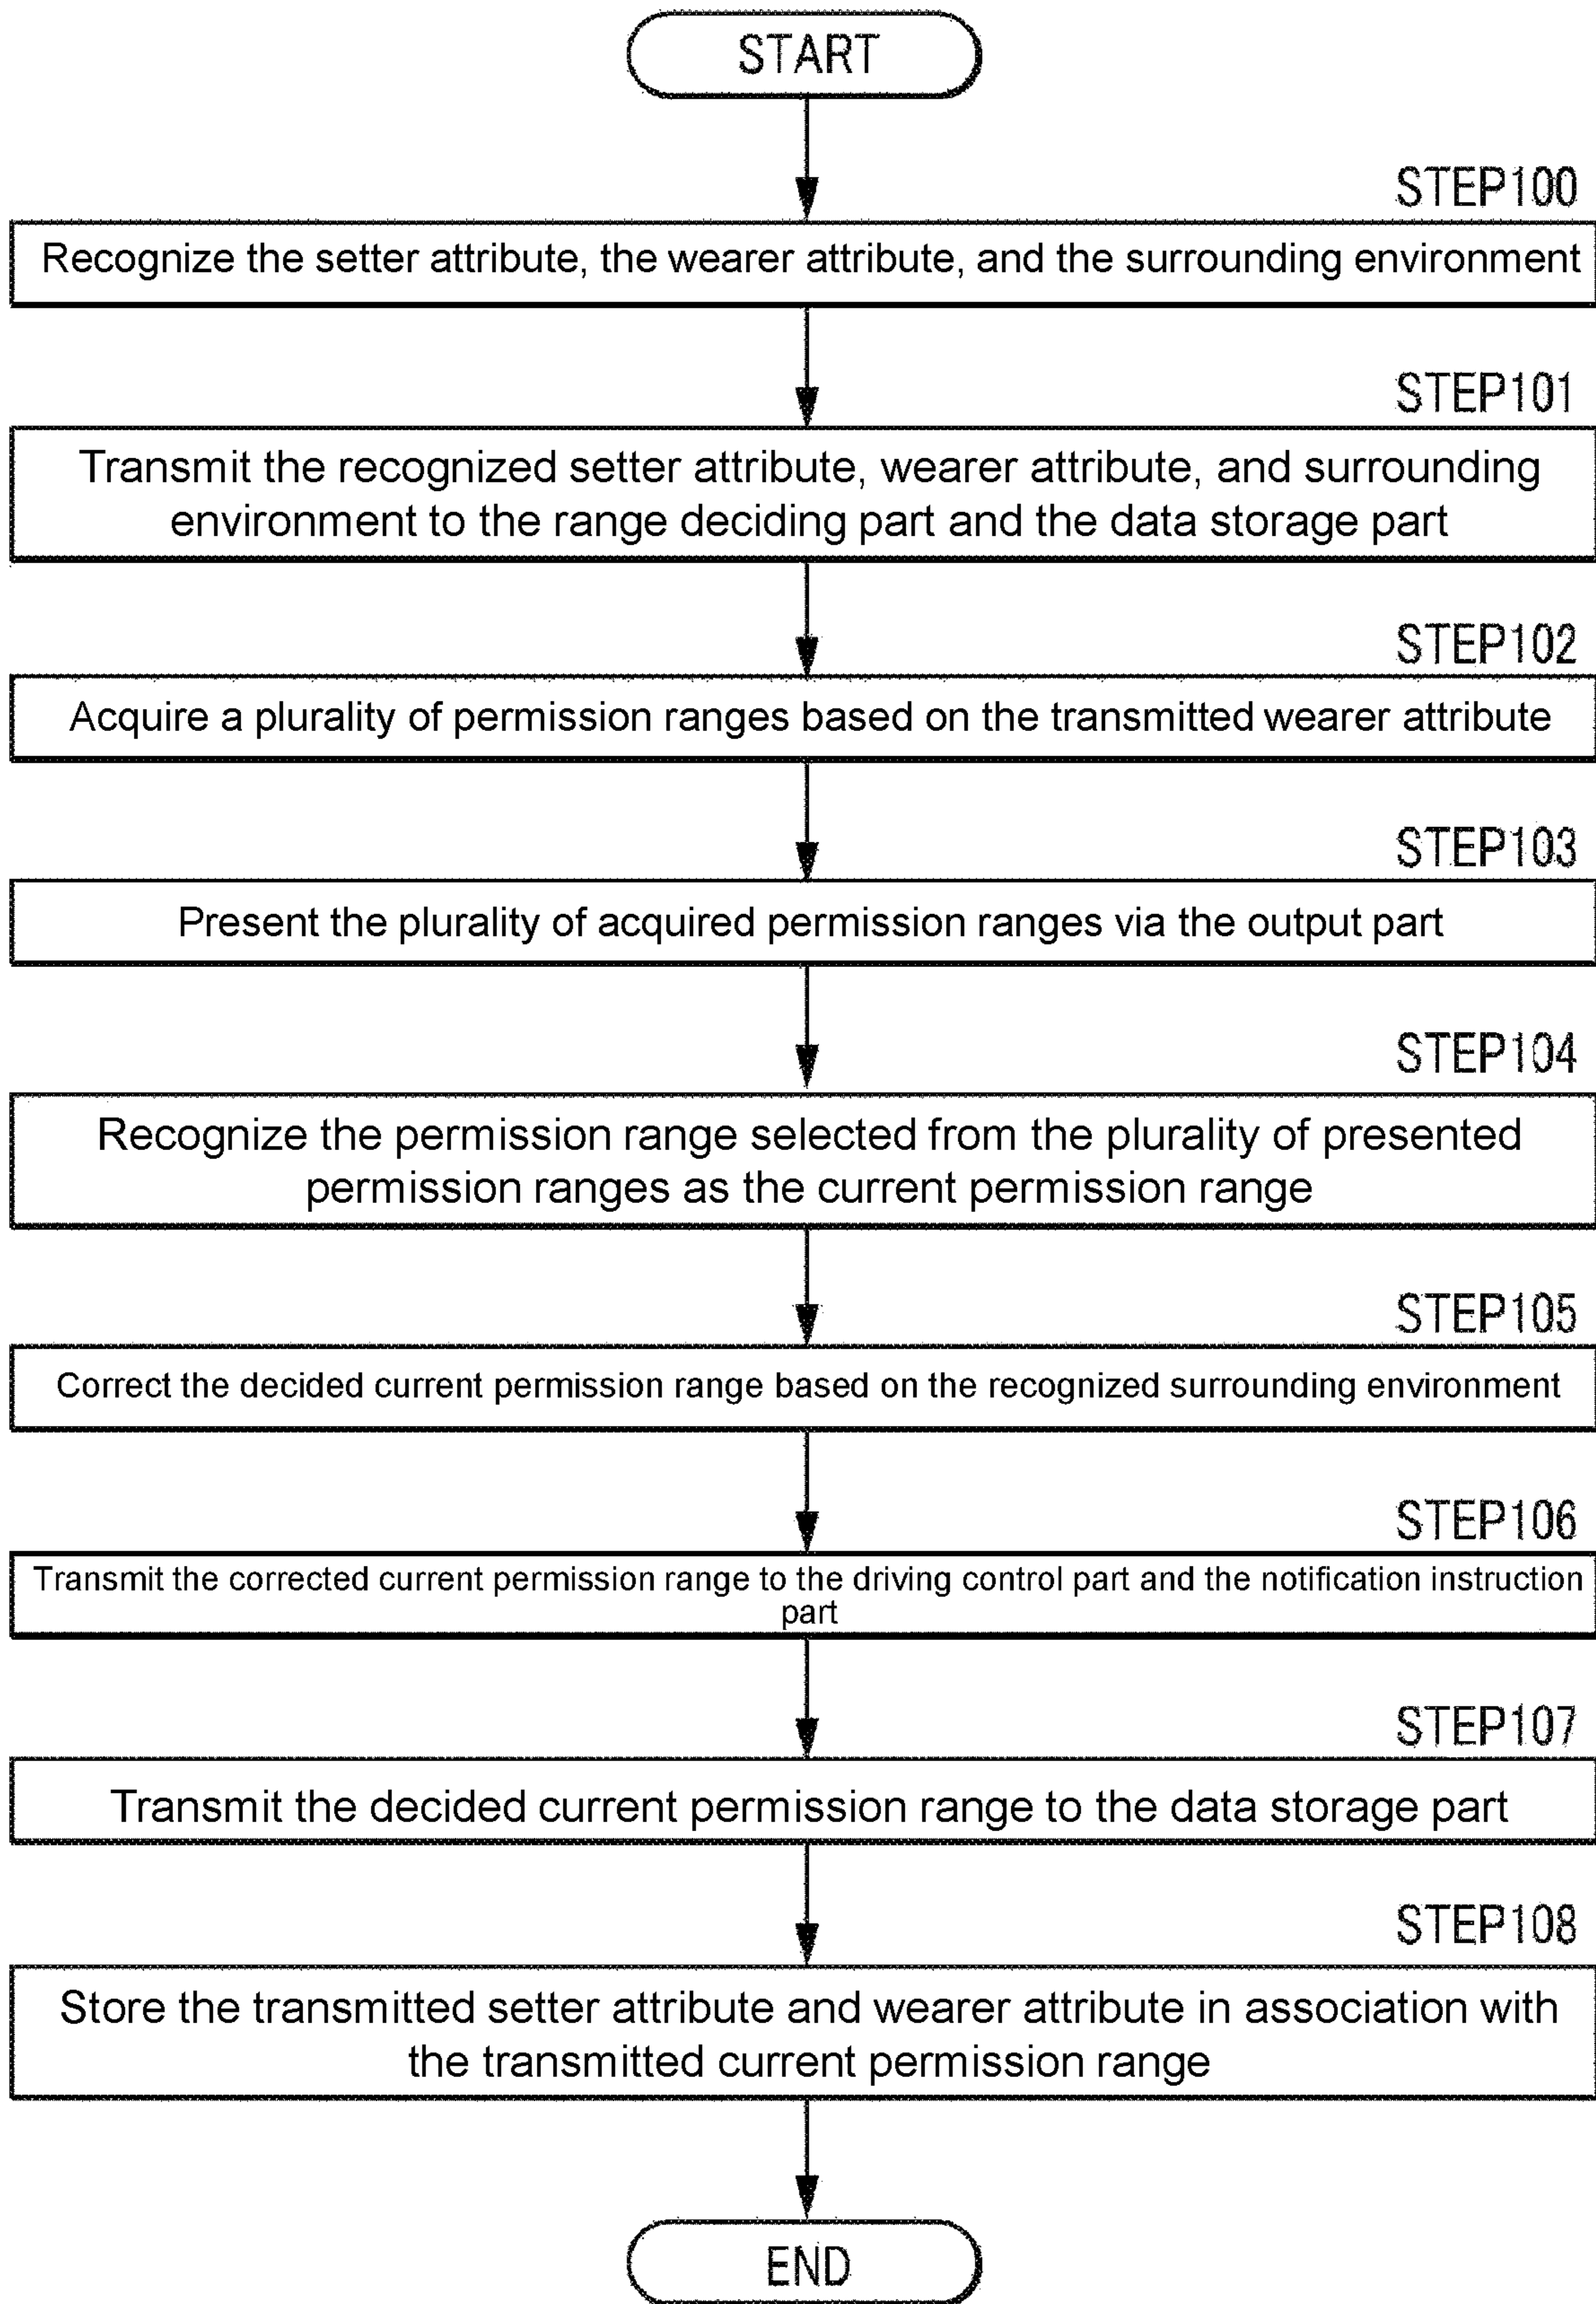 START
STEP100
Recognize the setter attribute, the wearer attribute, and the surrounding environment
STEP101
Transmit the recognized setter attribute, wearer attribute, and surrounding
environment to the range deciding part and the data storage part
STEP102
Acquire a plurality of permission ranges based on the transmitted wearer attribute
STEP103
Present the plurality of acquired permission ranges via the output part
STEP104
Recognize the permission range selected from the plurality of presented
permission ranges as the current permission range
STEP105
Correct the decided current permission range based on the recognized surrounding environment
STEP106
Transmit the corrected current permission range to the driving control part and the notification instruction
part
STEP107
Transmit the decided current permission range to the data storage part
STEP108
Store the transmitted setter attribute and wearer attribute in association with
the transmitted current permission range
END